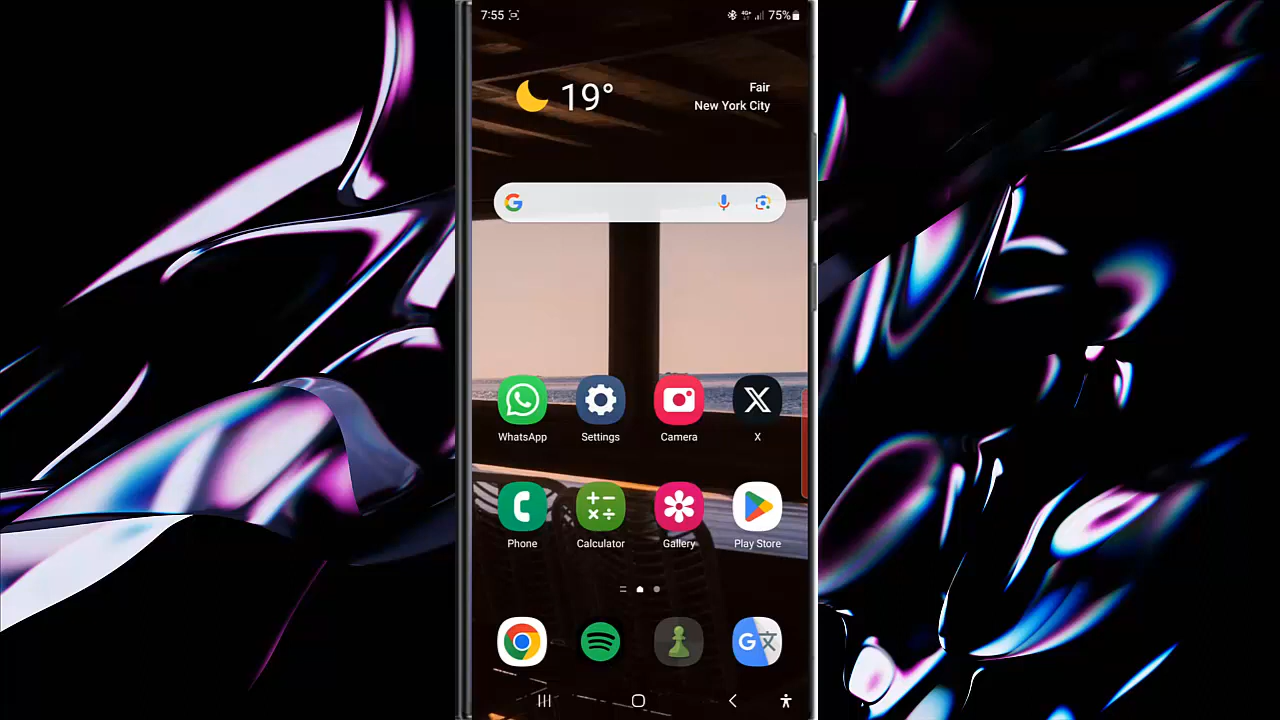 7:55
75%
19°
Fair
New York City
WhatsApp
Settings
Camera
X
Phone
Calculator
Gallery
Play Store